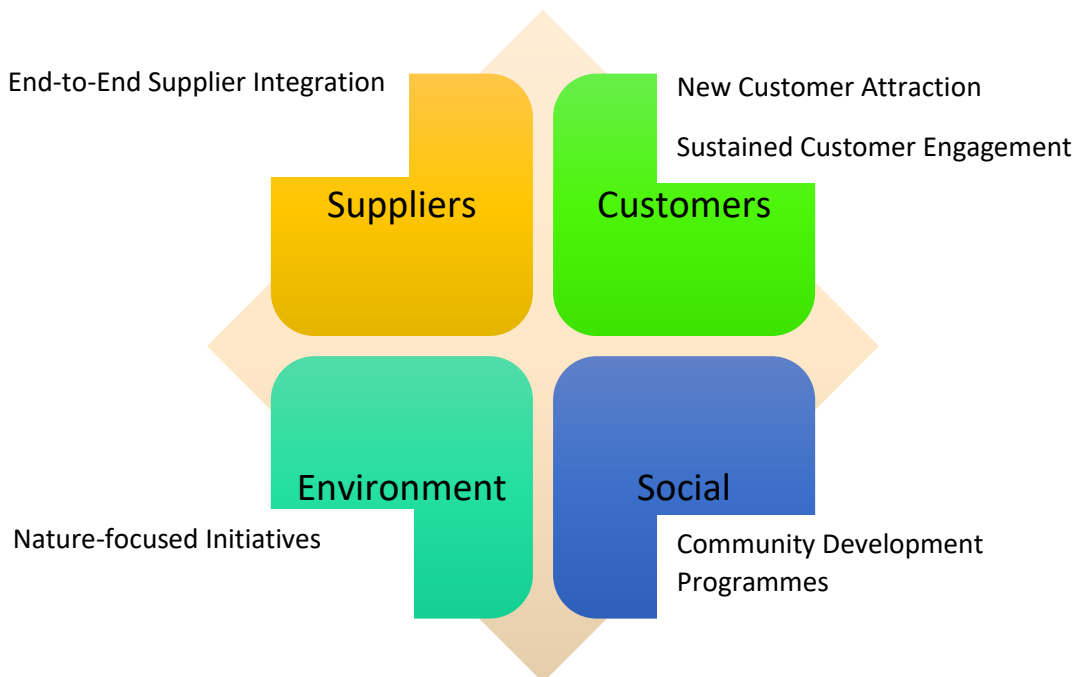 End-to-End Supplier Integration
New Customer Attraction
Sustained Customer Engagement
Suppliers
Customers
Environment
Social
Nature-focused Initiatives
Community Development
Programmes